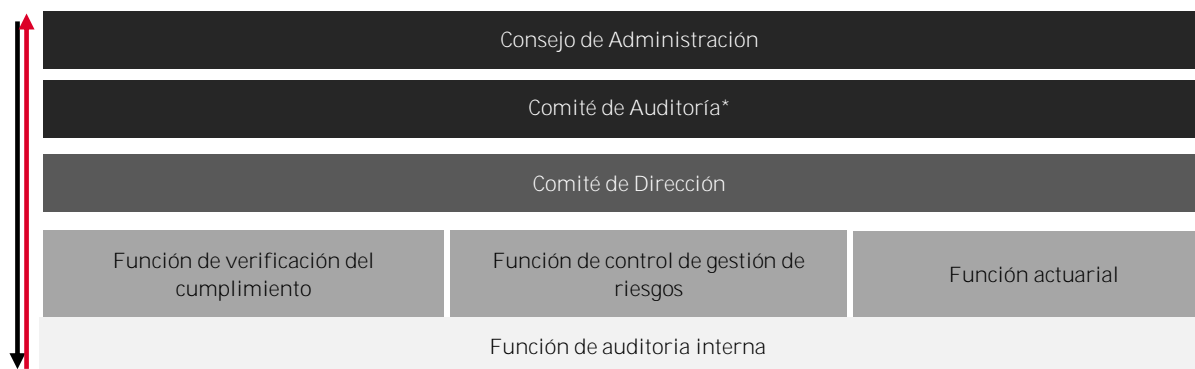 Consejo de Administración
Comité de Auditoría*
Comité de Dirección
Función de verificación del
cumplimiento
Función de control de gestión de
riesgos
Función actuarial
Función de auditoria interna